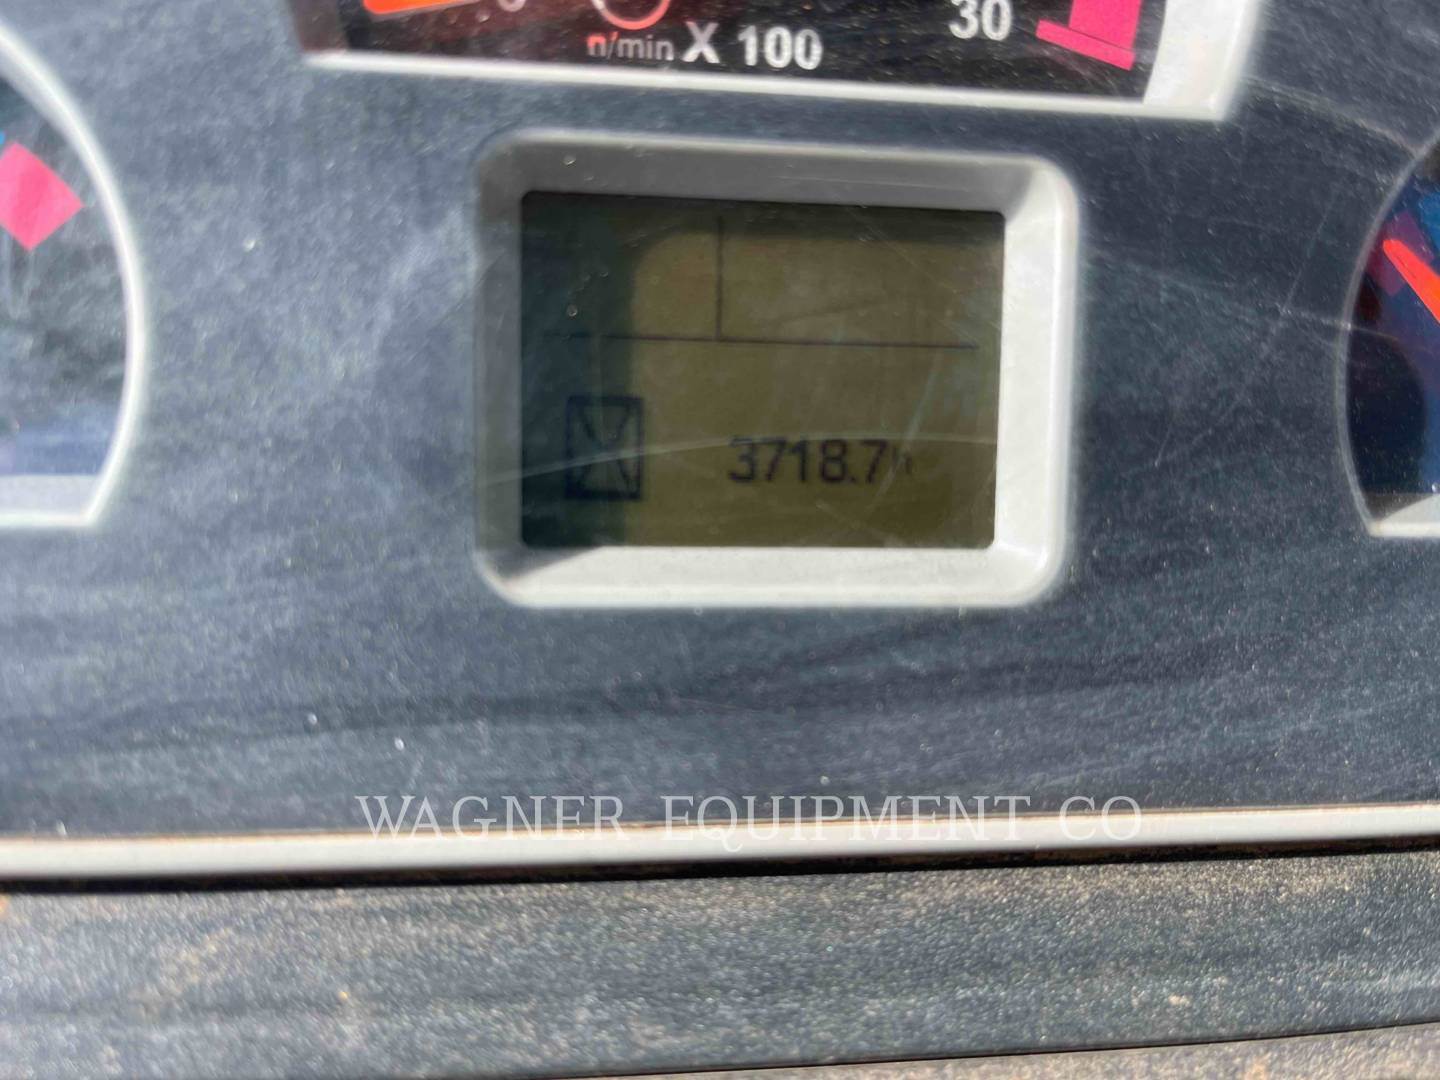 30
n/min X 100
3718.7h
WAGNER EQUIPMENT CO